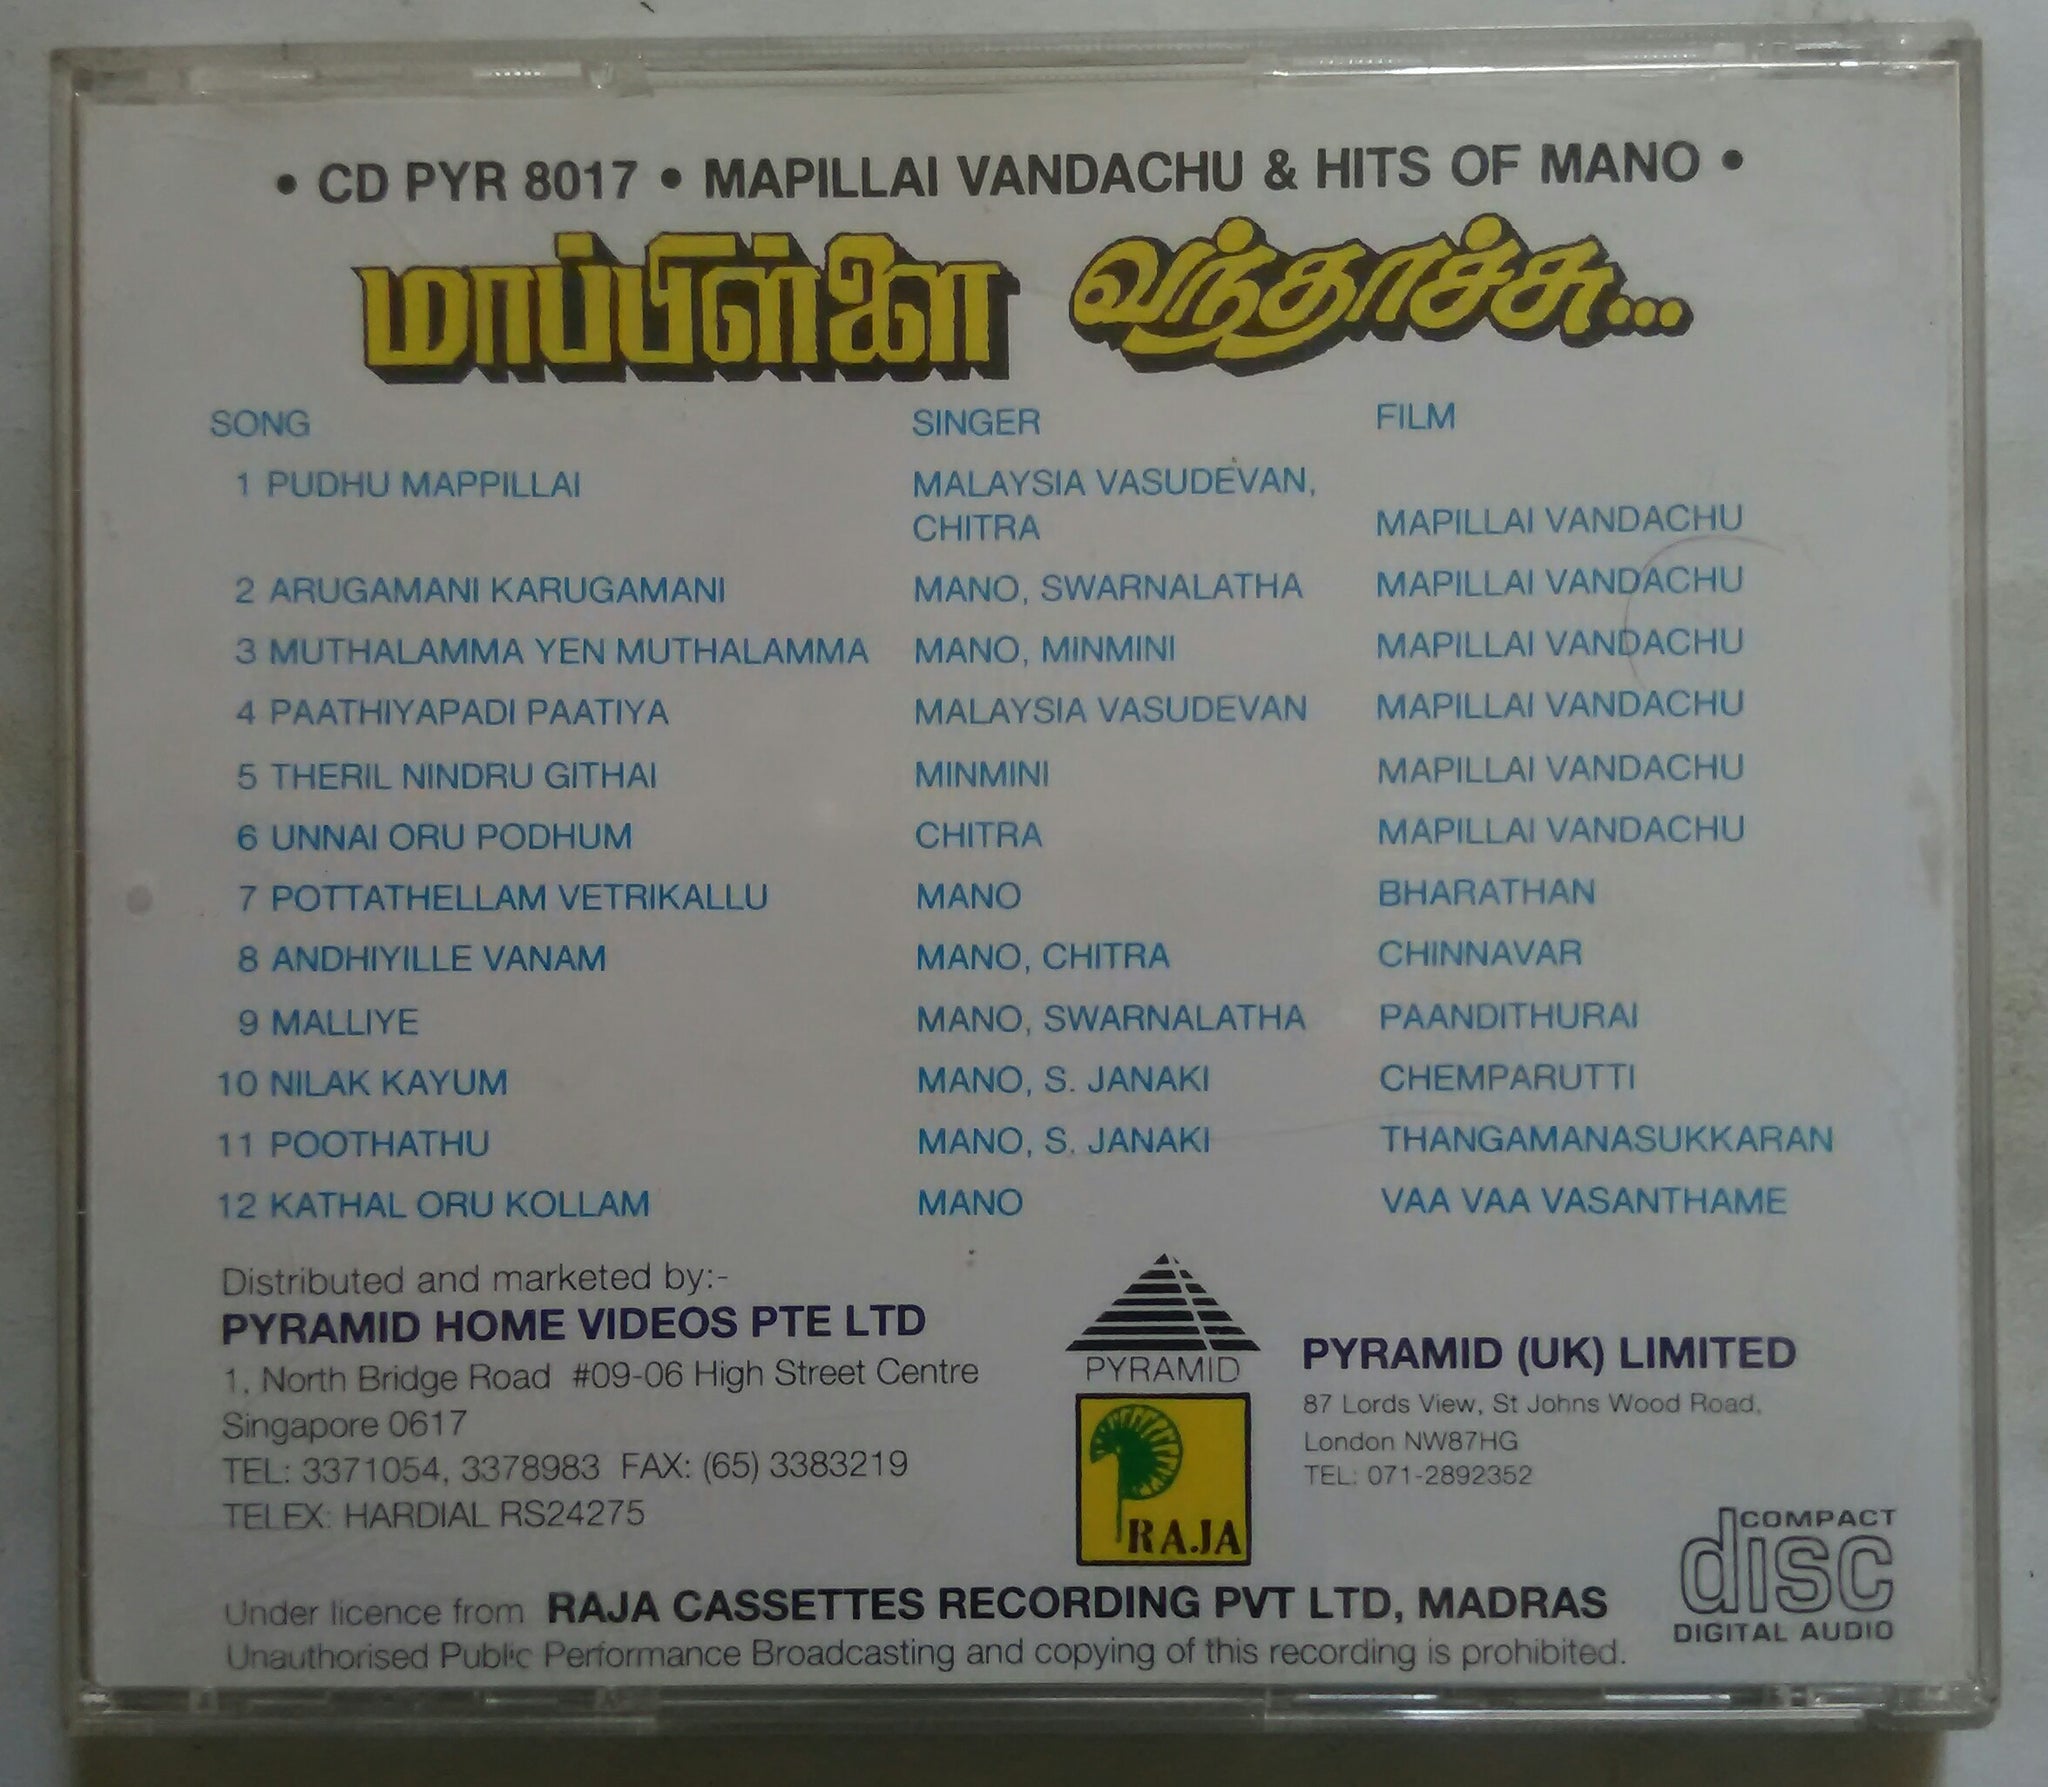 • CD PYR 8017 • MAPILLAI VANDACHU & HITS OF MANO •
மாப்பிள்ளை வந்தாச்சு...
SONG SINGER FILM
1 PUDHU MAPPILLAI MALAYSIA VASUDEVAN,
CHITRA MAPILLAI VANDACHU
2 ARUGAMANI KARUGAMANI MANO, SWARNALATHA MAPILLAI VANDACHU
3 MUTHALAMMA YEN MUTHALAMMA MANO, MINMINI MAPILLAI VANDACHU
4 PAATHIYAPADI PAATIYA MALAYSIA VASUDEVAN MAPILLAI VANDACHU
5 THERIL NINDRU GITHAI MINMINI MAPILLAI VANDACHU
6 UNNAI ORU PODHUM CHITRA MAPILLAI VANDACHU
7 POTTATHELLAM VETRIKALLU MANO BHARATHAN
8 ANDHIYILLE VANAM MANO, CHITRA CHINNAVAR
9 MALLIYE MANO, SWARNALATHA PAANDITHURAI
10 NILAK KAYUM MANO, S. JANAKI CHEMPARUTTI
11 POOTHATHU MANO, S. JANAKI THANGAMANASUKKARAN
12 KATHAL ORU KOLLAM MANO VAA VAA VASANTHAME
Distributed and marketed by:-
PYRAMID HOME VIDEOS PTE LTD
1, North Bridge Road #09-06 High Street Centre
Singapore 0617
TEL: 3371054, 3378983 FAX: (65) 3383219
TELEX: HARDIAL RS24275
PYRAMID
RAJA
PYRAMID (UK) LIMITED
87 Lords View, St Johns Wood Road,
London NW87HG
TEL: 071-2892352
COMPACT
disc
DIGITAL AUDIO
Under licence from RAJA CASSETTES RECORDING PVT LTD, MADRAS
Unauthorised Public Performance Broadcasting and copying of this recording is prohibited.